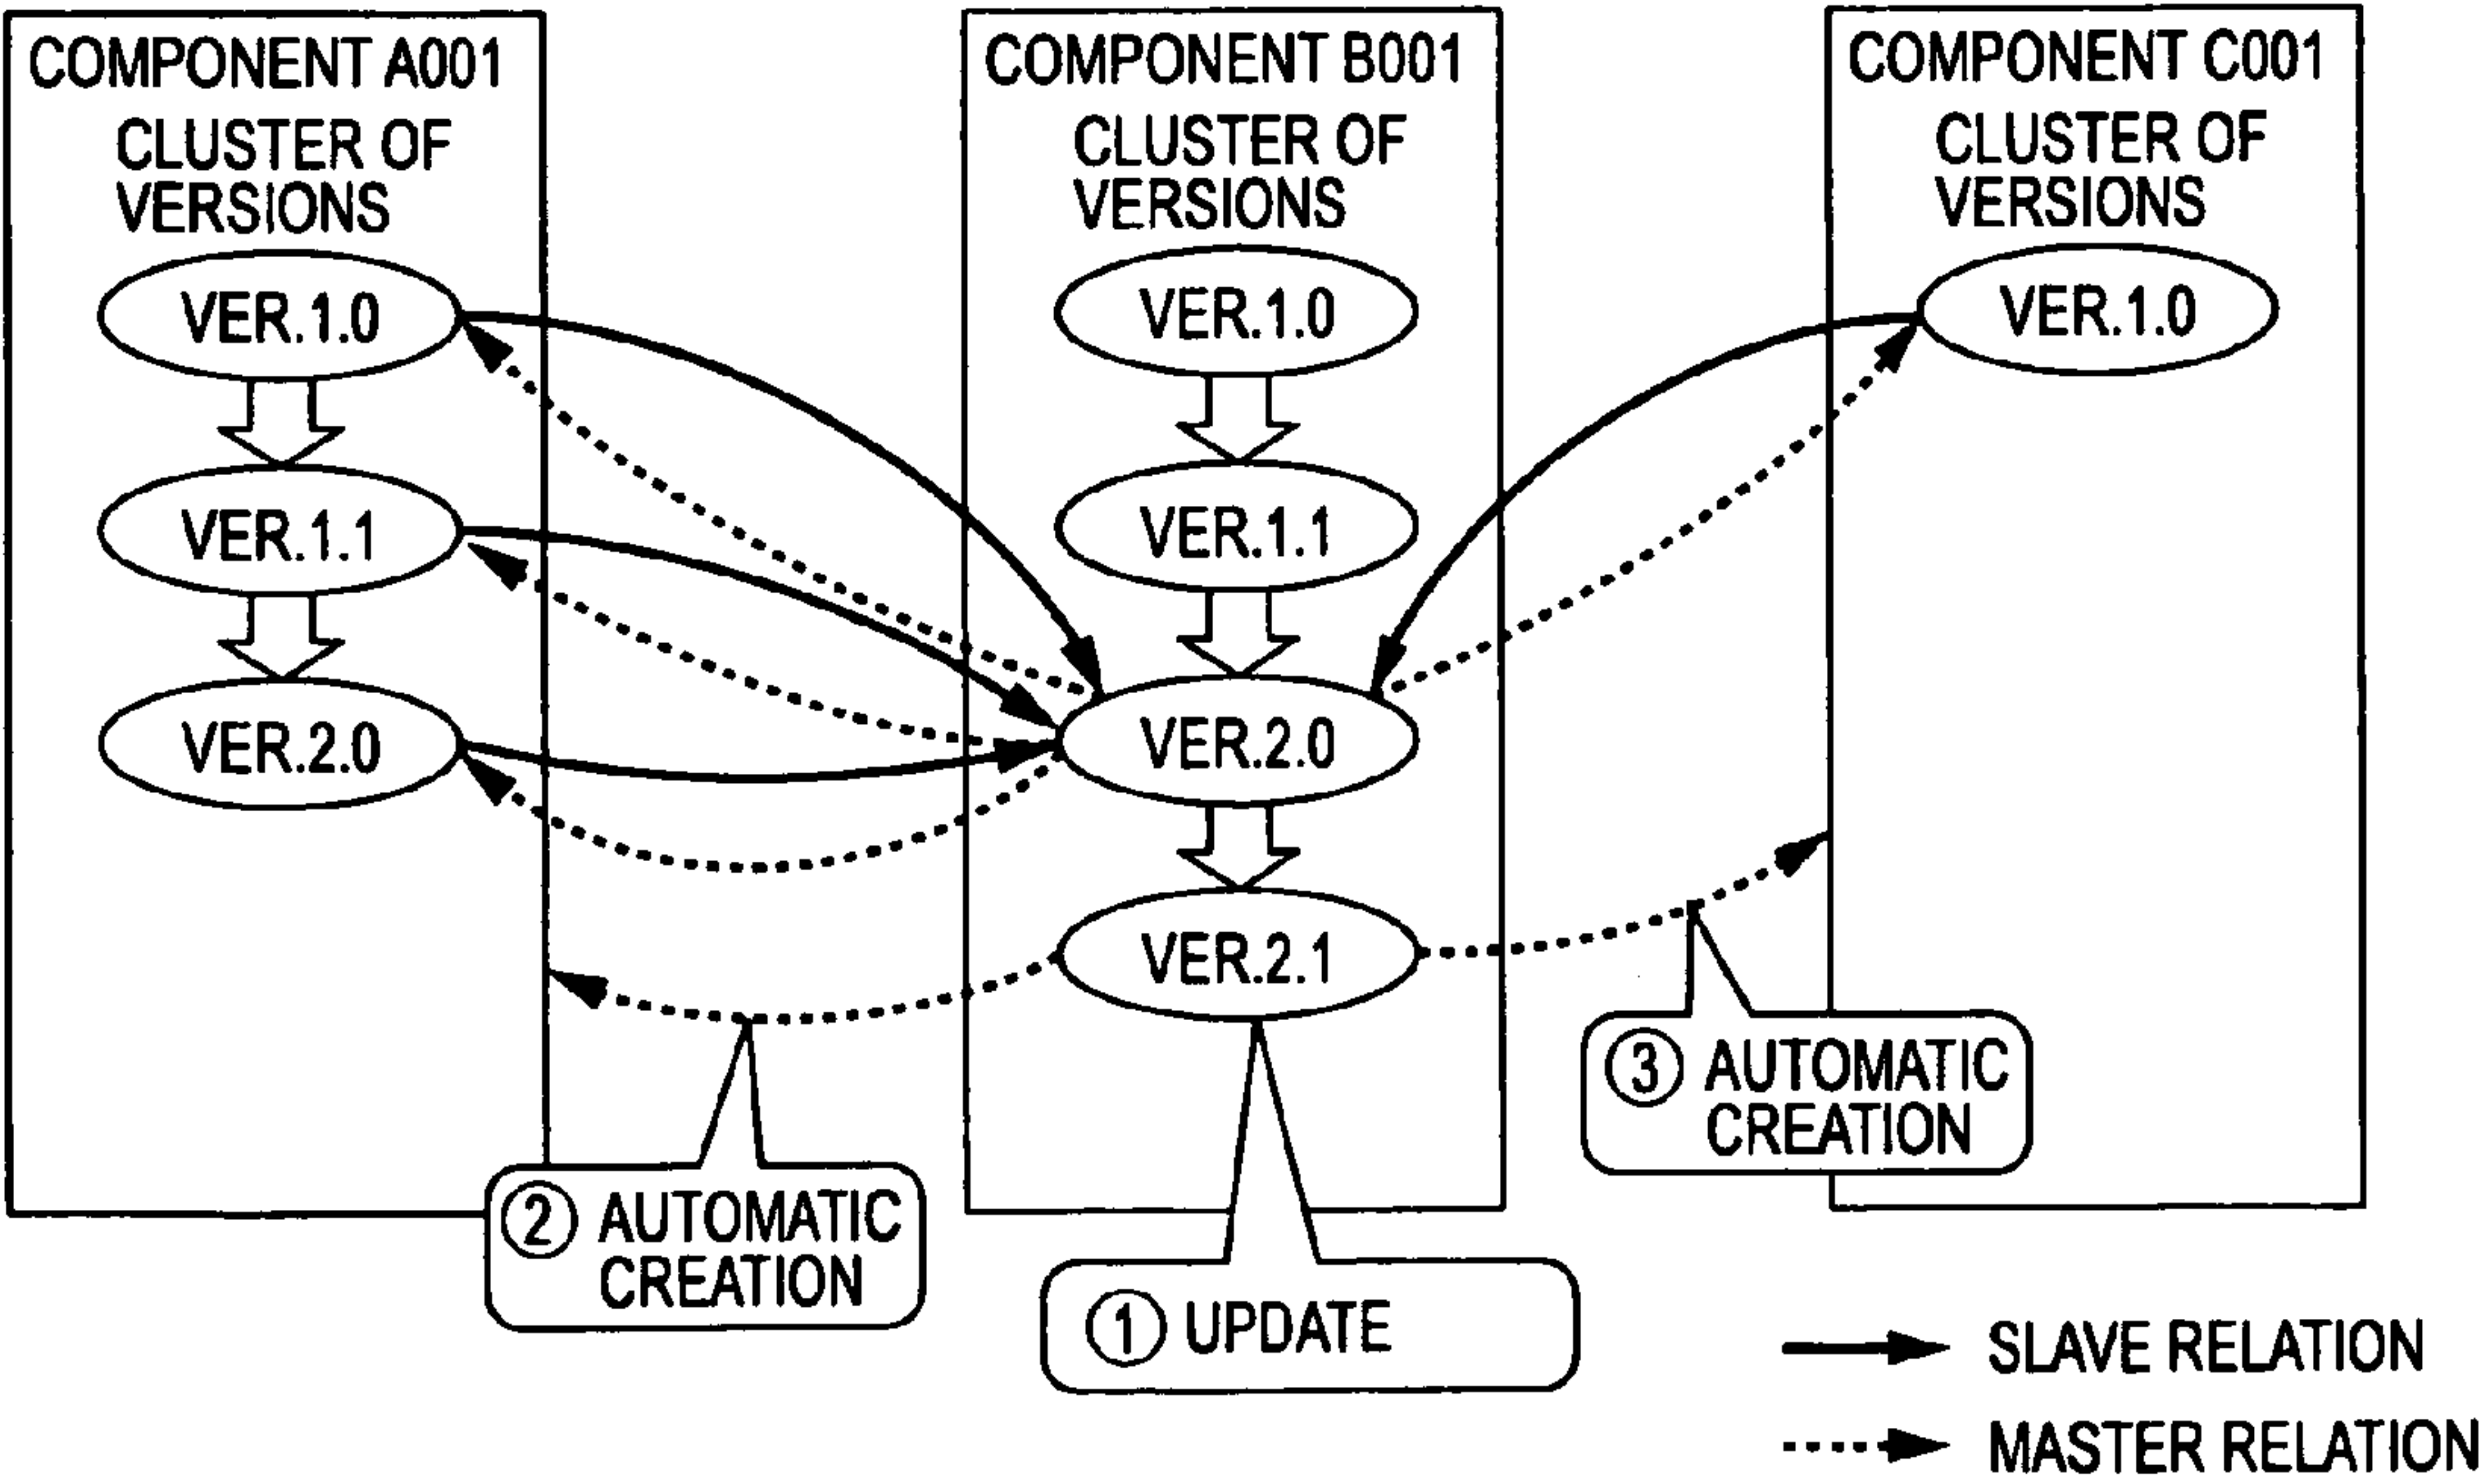 COMPONENT A001
CLUSTER OF
VERSIONS
VER.1.0
VER.1.1
VER.2.0
COMPONENT B001
CLUSTER OF
VERSIONS
VER.1.0
VER.1.1
VER.2.0
VER.2.1
COMPONENT C001
CLUSTER OF
VERSIONS
VER.1.0
② AUTOMATIC
CREATION
① UPDATE
③ AUTOMATIC
CREATION
SLAVE RELATION
MASTER RELATION